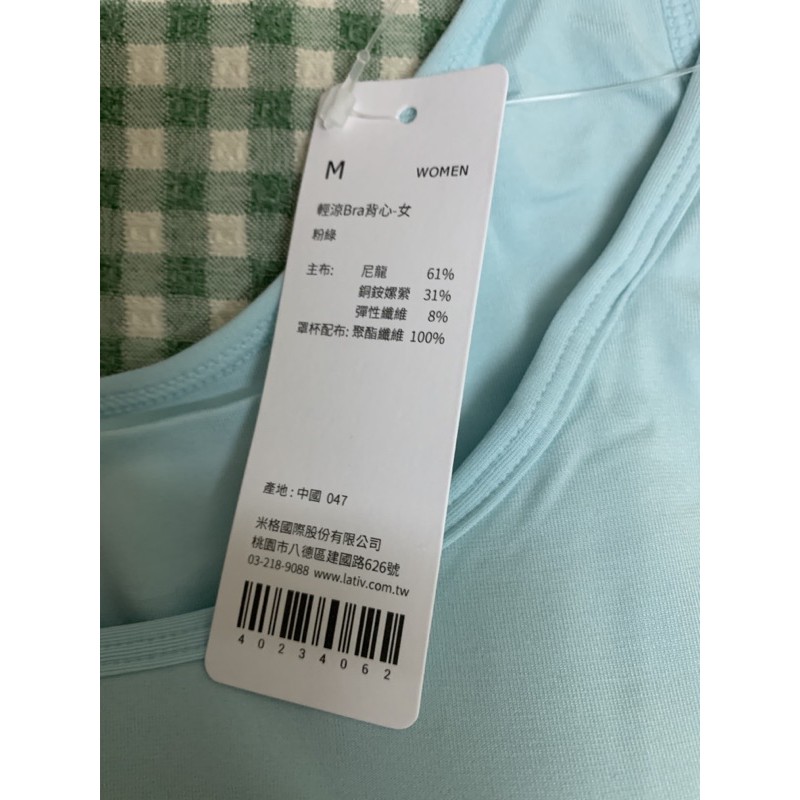 M WOMEN
輕涼Bra背心-女
粉綠
主布: 尼龍 61%
銅銨嫘縈 31%
彈性纖維 8%
罩杯配布: 聚酯纖維 100%
產地 : 中國 047
米格國際股份有限公司
桃園市八德區建國路626號
03-218-9088 www.lativ.com.tw
40234062